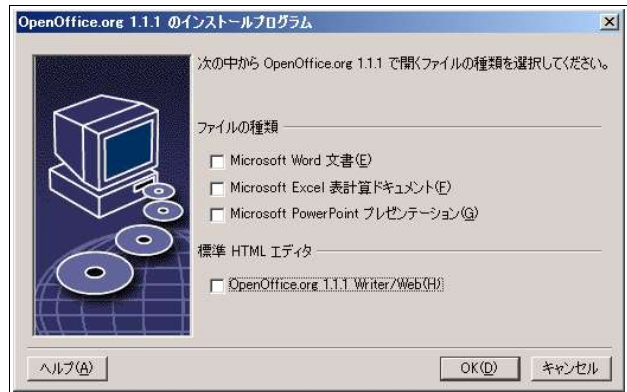 OpenOffice.org 1.1.1 のインストールプログラム
次の中から OpenOffice.org 1.1.1 で開くファイルの種類を選択してください。
ファイルの種類
Microsoft Word 文書(E)
Microsoft Excel 表計算ドキュメント(F)
Microsoft PowerPoint プレゼンテーション(G)
標準 HTML エディタ
OpenOffice.org 1.1.1 Writer/Web(H)
ヘルプ(A)
OK(D)
キャンセル